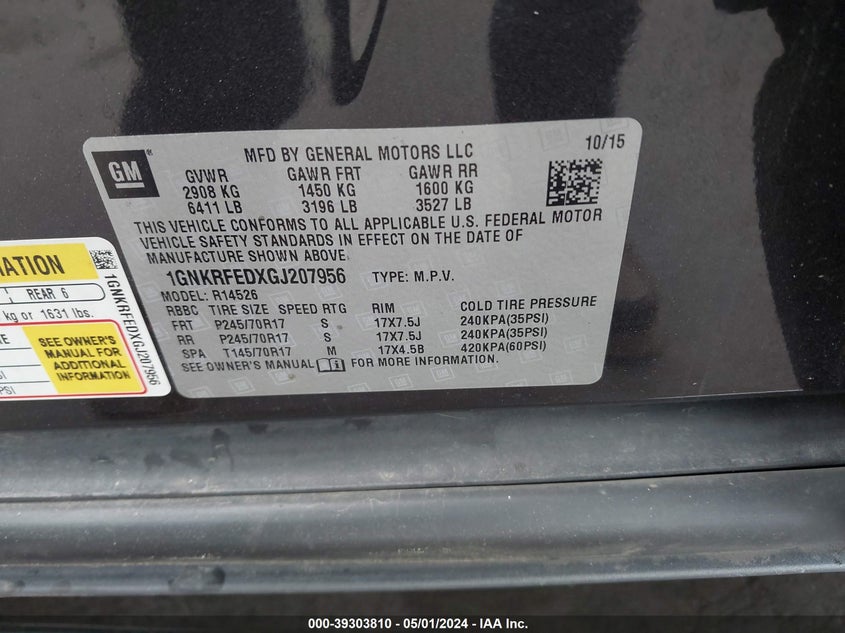 GM
MFD BY GENERAL MOTORS LLC
10/15
GVWR GAWR FRT GAWR RR
2908 KG 1450 KG 1600 KG
6411 LB 3196 LB 3527 LB
THIS VEHICLE CONFORMS TO ALL APPLICABLE U.S. FEDERAL MOTOR
VEHICLE SAFETY STANDARDS IN EFFECT ON THE DATE OF
MANUFACTURE SHOWN ABOVE.
1GNKRFEDXGJ207956 TYPE: M.P.V.
MODEL: R14526
RBBC TIRE SIZE SPEED RTG RIM COLD TIRE PRESSURE
FRT P245/70R17 S 17X7.5J 240KPA(35PSI)
RR P245/70R17 S 17X7.5J 240KPA(35PSI)
SPA T145/70R17 M 17X4.5B 420KPA(60PSI)
SEE OWNER'S MANUAL FOR MORE INFORMATION.
MATION
REAR 6
kg or 1631 lbs.
SEE OWNER'S
MANUAL FOR
ADDITIONAL
INFORMATION
PSI
1GNKRFEDXGJ207956
000-39303810 - 05/01/2024 - IAA Inc.